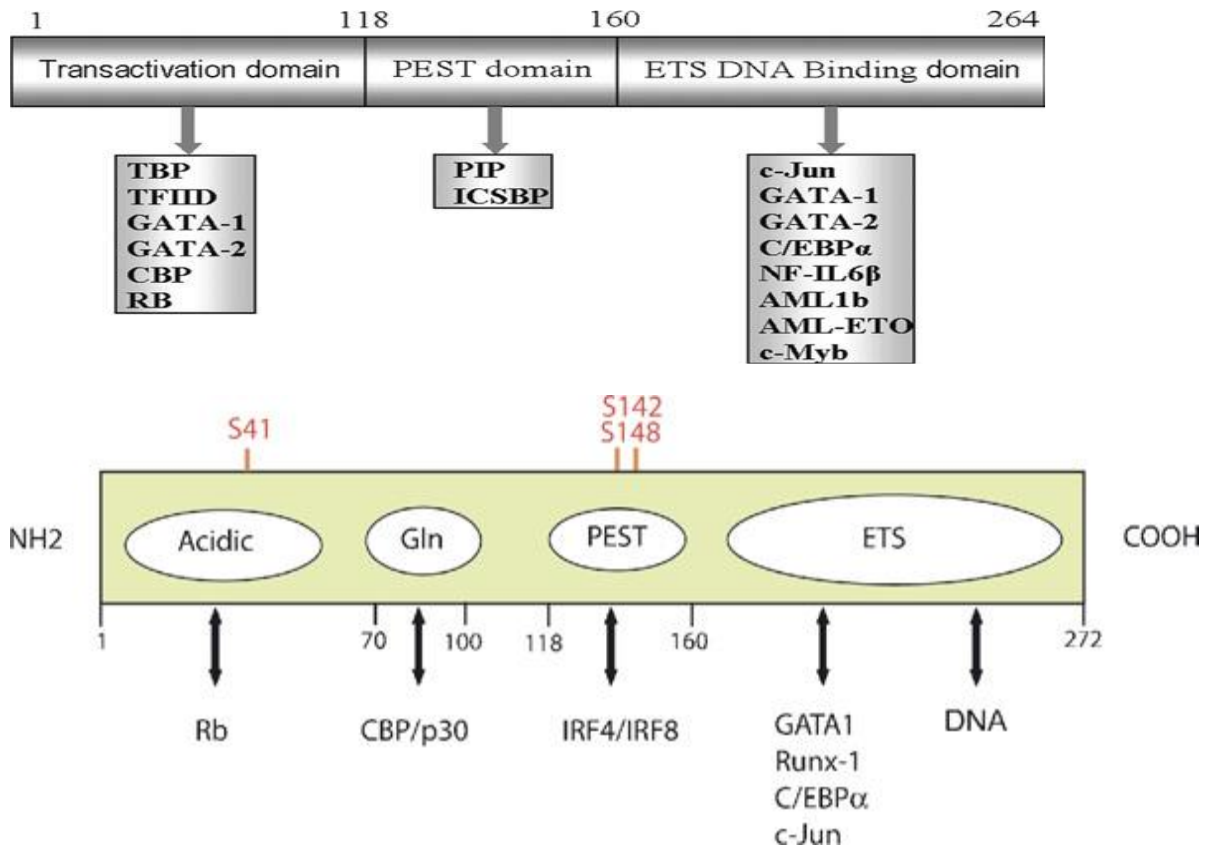 1 118 160 264
Transactivation domain PEST domain ETS DNA Binding domain
TBP
TFIID
GATA-1
GATA-2
CBP
RB
PIP
ICSBP
c-Jun
GATA-1
GATA-2
C/EBPα
NF-IL6β
AML1b
AML-ETO
c-Myb
S41
S142
S148
NH2
Acidic
Gln
PEST
ETS
COOH
1 70 100 118 160 272
Rb
CBP/p30
IRF4/IRF8
GATA1
Runx-1
C/EBPα
c-Jun
DNA